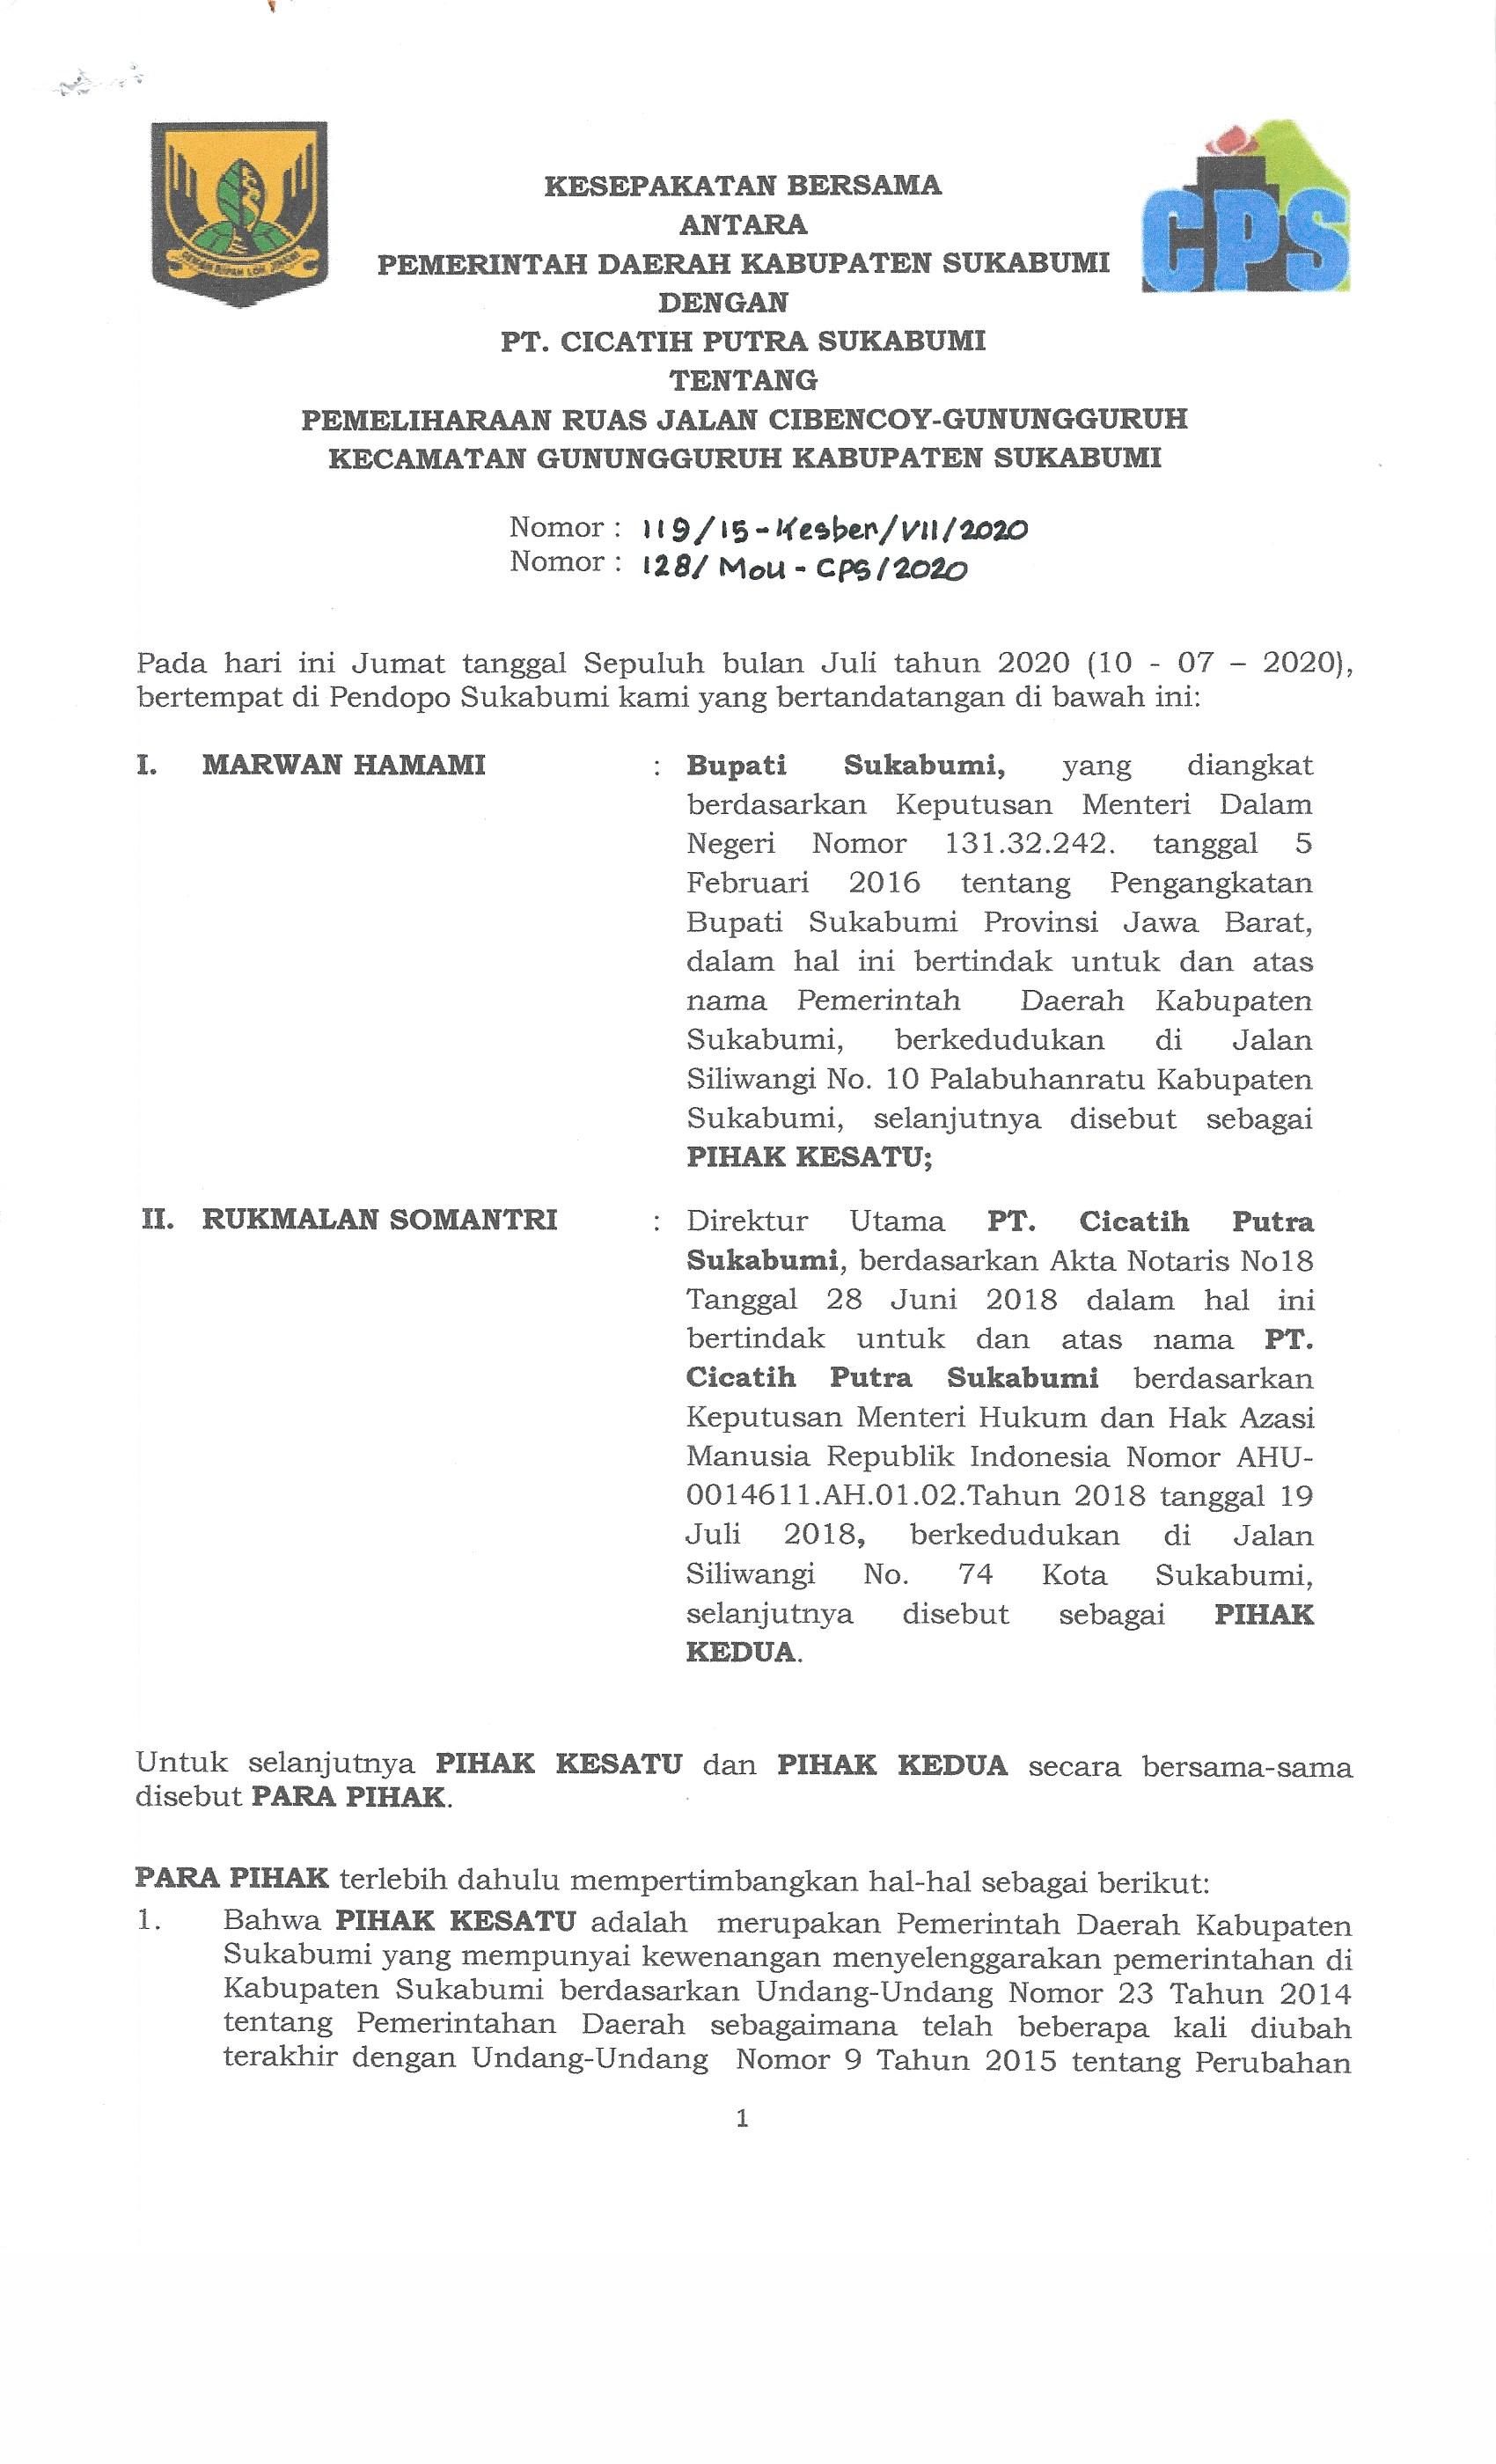 KESEPAKATAN BERSAMA
ANTARA
PEMERINTAH DAERAH KABUPATEN SUKABUMI
DENGAN
PT. CICATIH PUTRA SUKABUMI
TENTANG
PEMELIHARAAN RUAS JALAN CIBENCOY-GUNUNGGURUH
KECAMATAN GUNUNGGURUH KABUPATEN SUKABUMI
CPS
Nomor : 119/15-Kesber/VII/2020
Nomor : 128/ MoU - CPS/2020
Pada hari ini Jumat tanggal Sepuluh bulan Juli tahun 2020 (10 - 07 – 2020),
bertempat di Pendopo Sukabumi kami yang bertandatangan di bawah ini:
I. MARWAN HAMAMI : Bupati Sukabumi, yang diangkat
berdasarkan Keputusan Menteri Dalam
Negeri Nomor 131.32.242. tanggal 5
Februari 2016 tentang Pengangkatan
Bupati Sukabumi Provinsi Jawa Barat,
dalam hal ini bertindak untuk dan atas
nama Pemerintah Daerah Kabupaten
Sukabumi, berkedudukan di Jalan
Siliwangi No. 10 Palabuhanratu Kabupaten
Sukabumi, selanjutnya disebut sebagai
PIHAK KESATU;
II. RUKMALAN SOMANTRI : Direktur Utama PT. Cicatih Putra
Sukabumi, berdasarkan Akta Notaris No18
Tanggal 28 Juni 2018 dalam hal ini
bertindak untuk dan atas nama PT.
Cicatih Putra Sukabumi berdasarkan
Keputusan Menteri Hukum dan Hak Azasi
Manusia Republik Indonesia Nomor AHU-
0014611.AH.01.02.Tahun 2018 tanggal 19
Juli 2018, berkedudukan di Jalan
Siliwangi No. 74 Kota Sukabumi,
selanjutnya disebut sebagai PIHAK
KEDUA.
Untuk selanjutnya PIHAK KESATU dan PIHAK KEDUA secara bersama-sama
disebut PARA PIHAK.
PARA PIHAK terlebih dahulu mempertimbangkan hal-hal sebagai berikut:
1. Bahwa PIHAK KESATU adalah merupakan Pemerintah Daerah Kabupaten
Sukabumi yang mempunyai kewenangan menyelenggarakan pemerintahan di
Kabupaten Sukabumi berdasarkan Undang-Undang Nomor 23 Tahun 2014
tentang Pemerintahan Daerah sebagaimana telah beberapa kali diubah
terakhir dengan Undang-Undang Nomor 9 Tahun 2015 tentang Perubahan
1